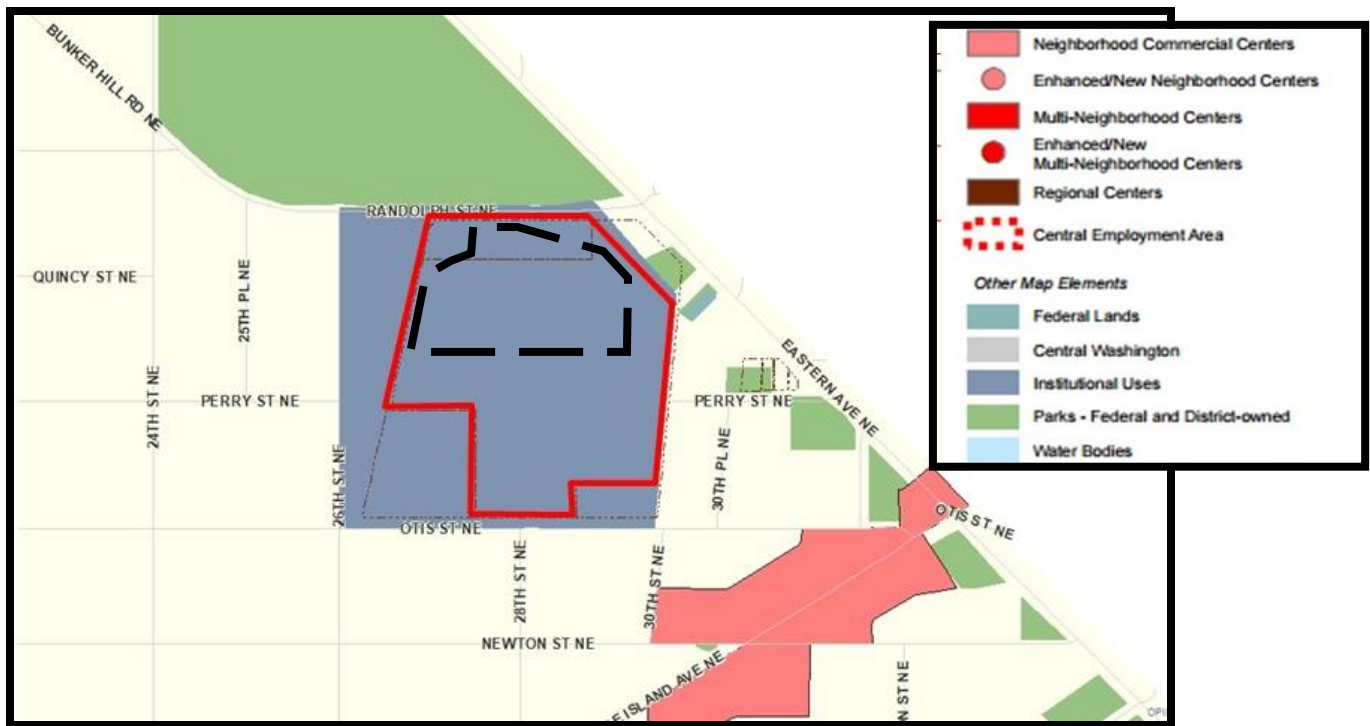 BUNKER HILL RD NE
RANDOLPH ST NE
QUINCY ST NE
25TH PL NE
24TH ST NE
PERRY ST NE
26TH ST NE
OTIS ST NE
28TH ST NE
30TH ST NE
NEWTON ST NE
PERRY ST NE
30TH PL NE
EASTERN AVE NE
OTIS ST NE
ISLAND AVE NE
N ST NE
Neighborhood Commercial Centers
Enhanced/New Neighborhood Centers
Multi-Neighborhood Centers
Enhanced/New
Multi-Neighborhood Centers
Regional Centers
Central Employment Area
Other Map Elements
Federal Lands
Central Washington
Institutional Uses
Parks - Federal and District-owned
Water Bodies